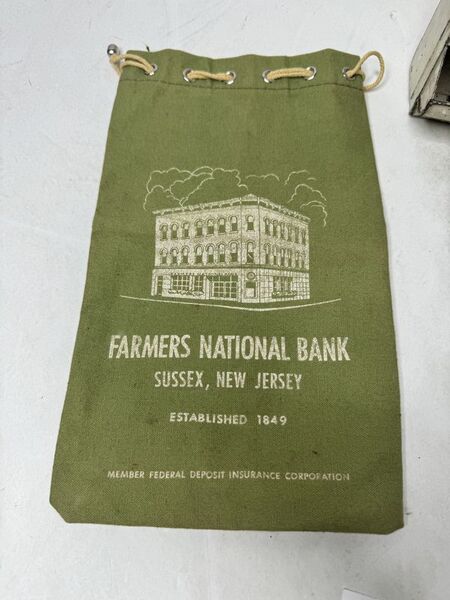 FARMERS NATIONAL BANK
SUSSEX, NEW JERSEY
ESTABLISHED 1849
MEMBER FEDERAL DEPOSIT INSURANCE CORPORATION